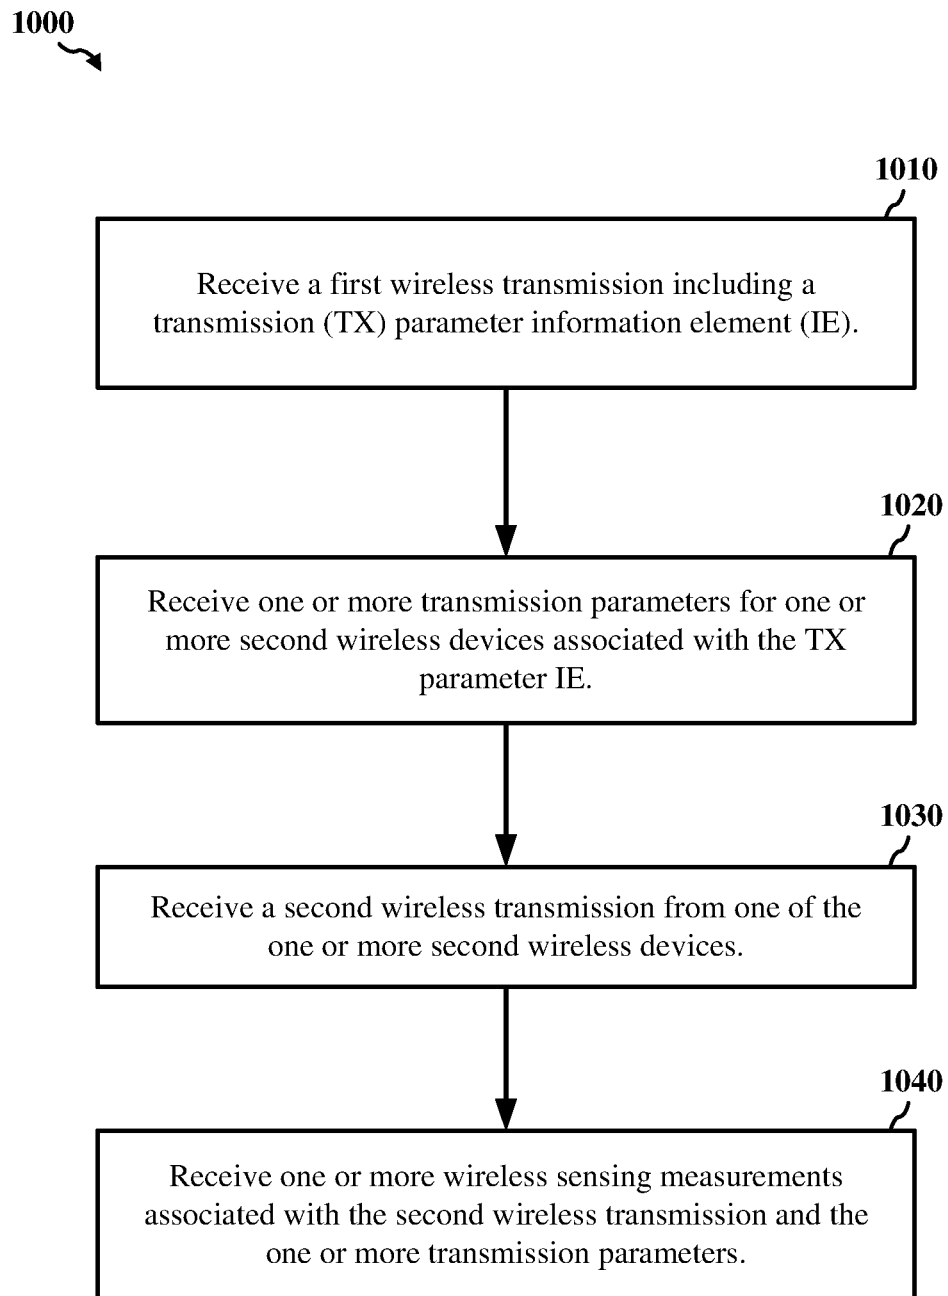 1000
1010
Receive a first wireless transmission including a
transmission (TX) parameter information element (IE).
1020
Receive one or more transmission parameters for one or
more second wireless devices associated with the TX
parameter IE.
1030
Receive a second wireless transmission from one of the
one or more second wireless devices.
1040
Receive one or more wireless sensing measurements
associated with the second wireless transmission and the
one or more transmission parameters.